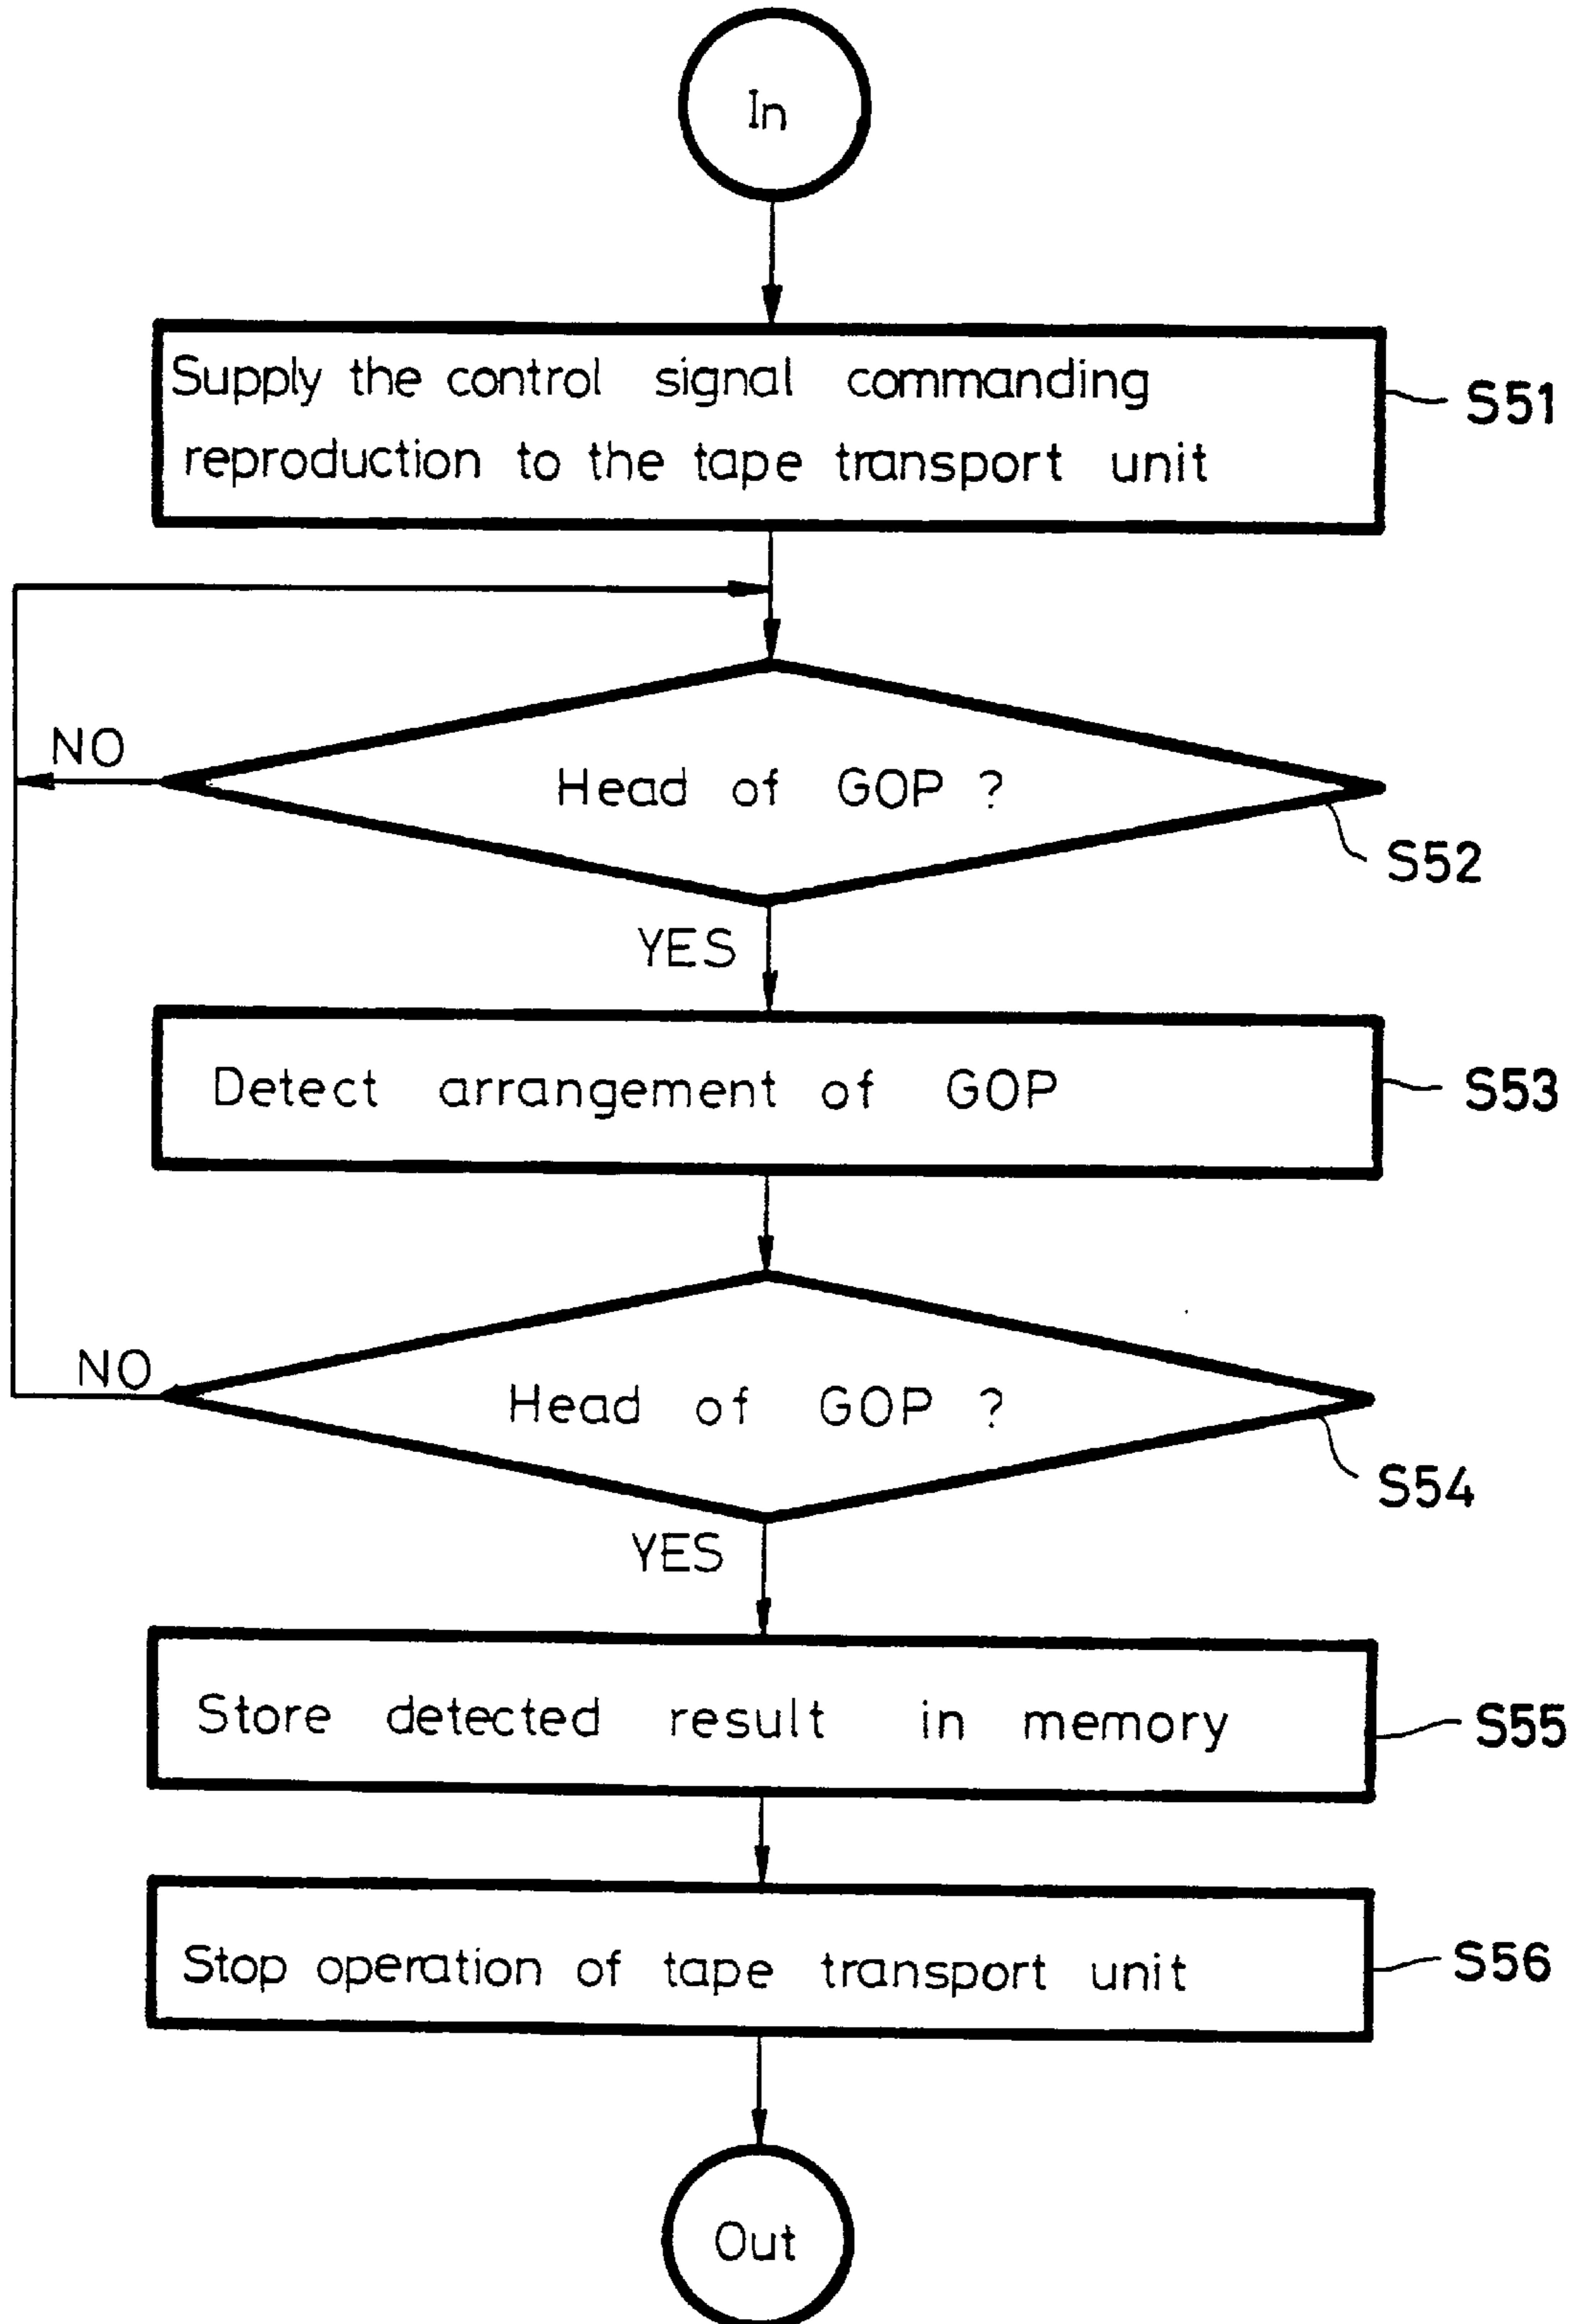 In
Supply the control signal commanding
reproduction to the tape transport unit
S51
NO
Head of GOP ?
S52
YES
Detect arrangement of GOP
S53
NO
Head of GOP ?
S54
YES
Store detected result in memory
S55
Stop operation of tape transport unit
S56
Out